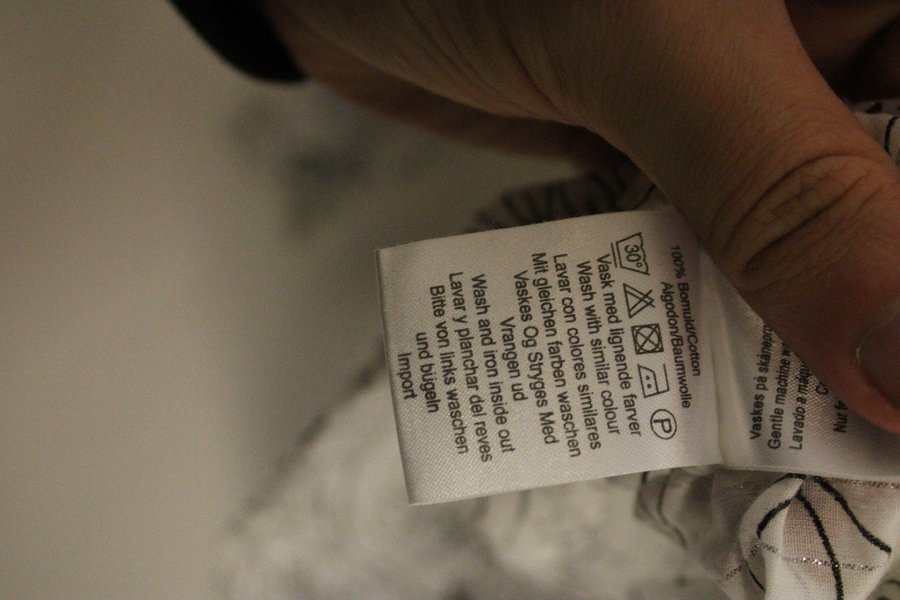 100% Bomuld/Cotton
Algodon/Baumwolle
30° P
Vask med lignende farver
Wash with similar colour
Lavar con colores similares
Mit gleichen farben waschen
Vaskes Og Stryges Med
Vrangen ud
Wash and iron inside out
Lavar y planchar del reves
Bitte von links waschen
und bügeln
Import
Vaskes på
Gentle machine
Lavado a
Nur